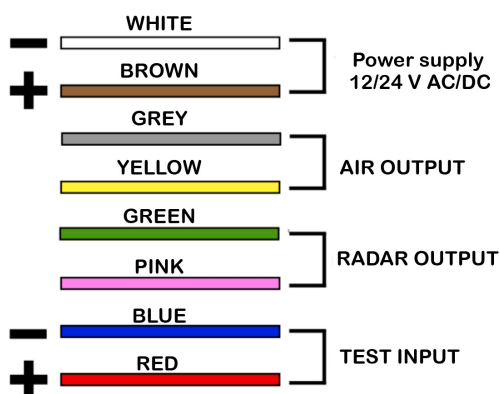 WHITE
BROWN
Power supply
12/24 V AC/DC
GREY
YELLOW
AIR OUTPUT
GREEN
PINK
RADAR OUTPUT
BLUE
RED
TEST INPUT